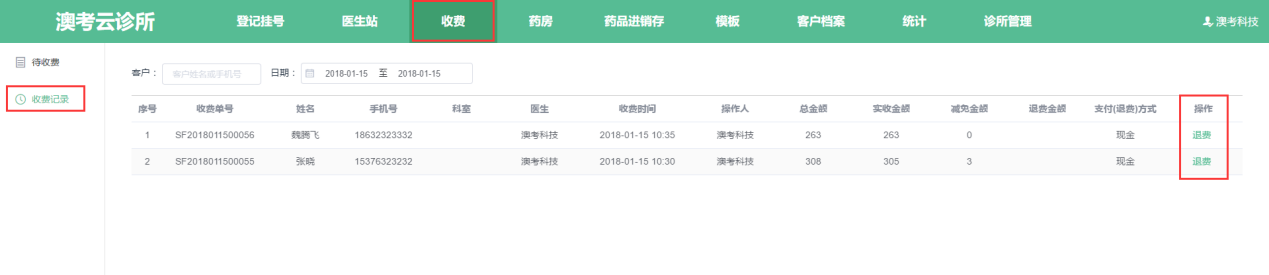 澳考云诊所 登记挂号 医生站 收费 药房 药品进销存 模板 客户档案 统计 诊所管理 澳考科技
待收费
客户： 客户姓名或手机号 日期： 2018-01-15 至 2018-01-15
收费记录
序号 收费单号 姓名 手机号 科室 医生 收费时间 操作人 总金额 实收金额 减免金额 退费金额 支付(退费)方式 操作
1 SF2018011500056 魏腾飞 18632323332 澳考科技 2018-01-15 10:35 澳考科技 263 263 0 现金 退费
2 SF2018011500055 张晓 15376323232 澳考科技 2018-01-15 10:30 澳考科技 308 305 3 现金 退费